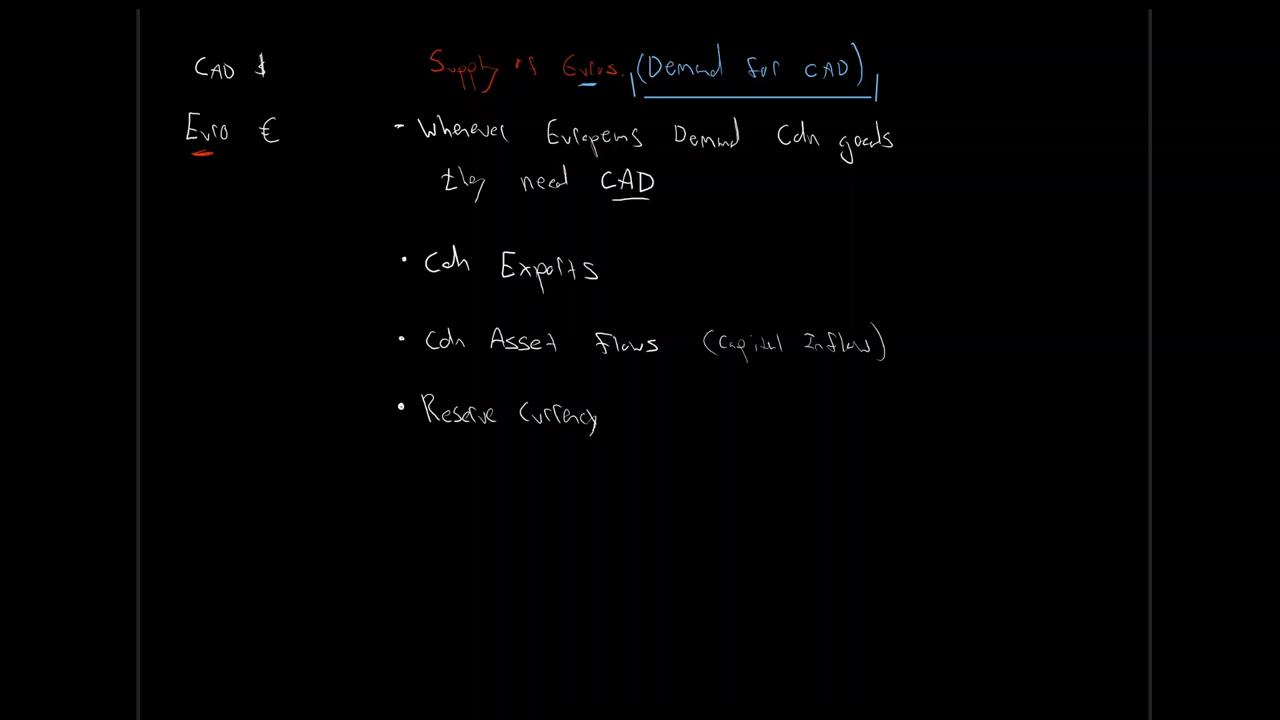 CAD $
Supply of Euros. (Demand for CAD)
Euro €
- Whenever Europeans Demand Cdn goods
they need CAD
• Cdn Exports
• Cdn Asset flows (Capital Inflow)
• Reserve Currency